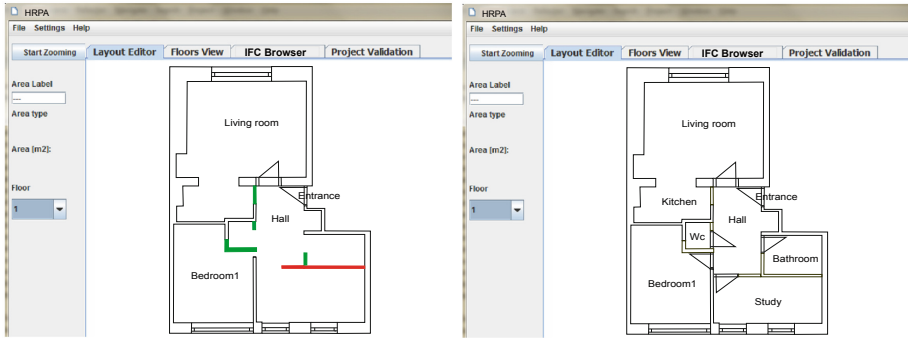 HRPA
File Settings Help
Start Zooming Layout Editor Floors View IFC Browser Project Validation
Area Label
---
Area type
Area [m2]:
Floor
1
Living room
Entrance
Hall
Bedroom1
HRPA
File Settings Help
Start Zooming Layout Editor Floors View IFC Browser Project Validation
Area Label
---
Area type
Area [m2]:
Floor
1
Living room
Kitchen
Entrance
Hall
Wc
Bathroom
Bedroom1
Study